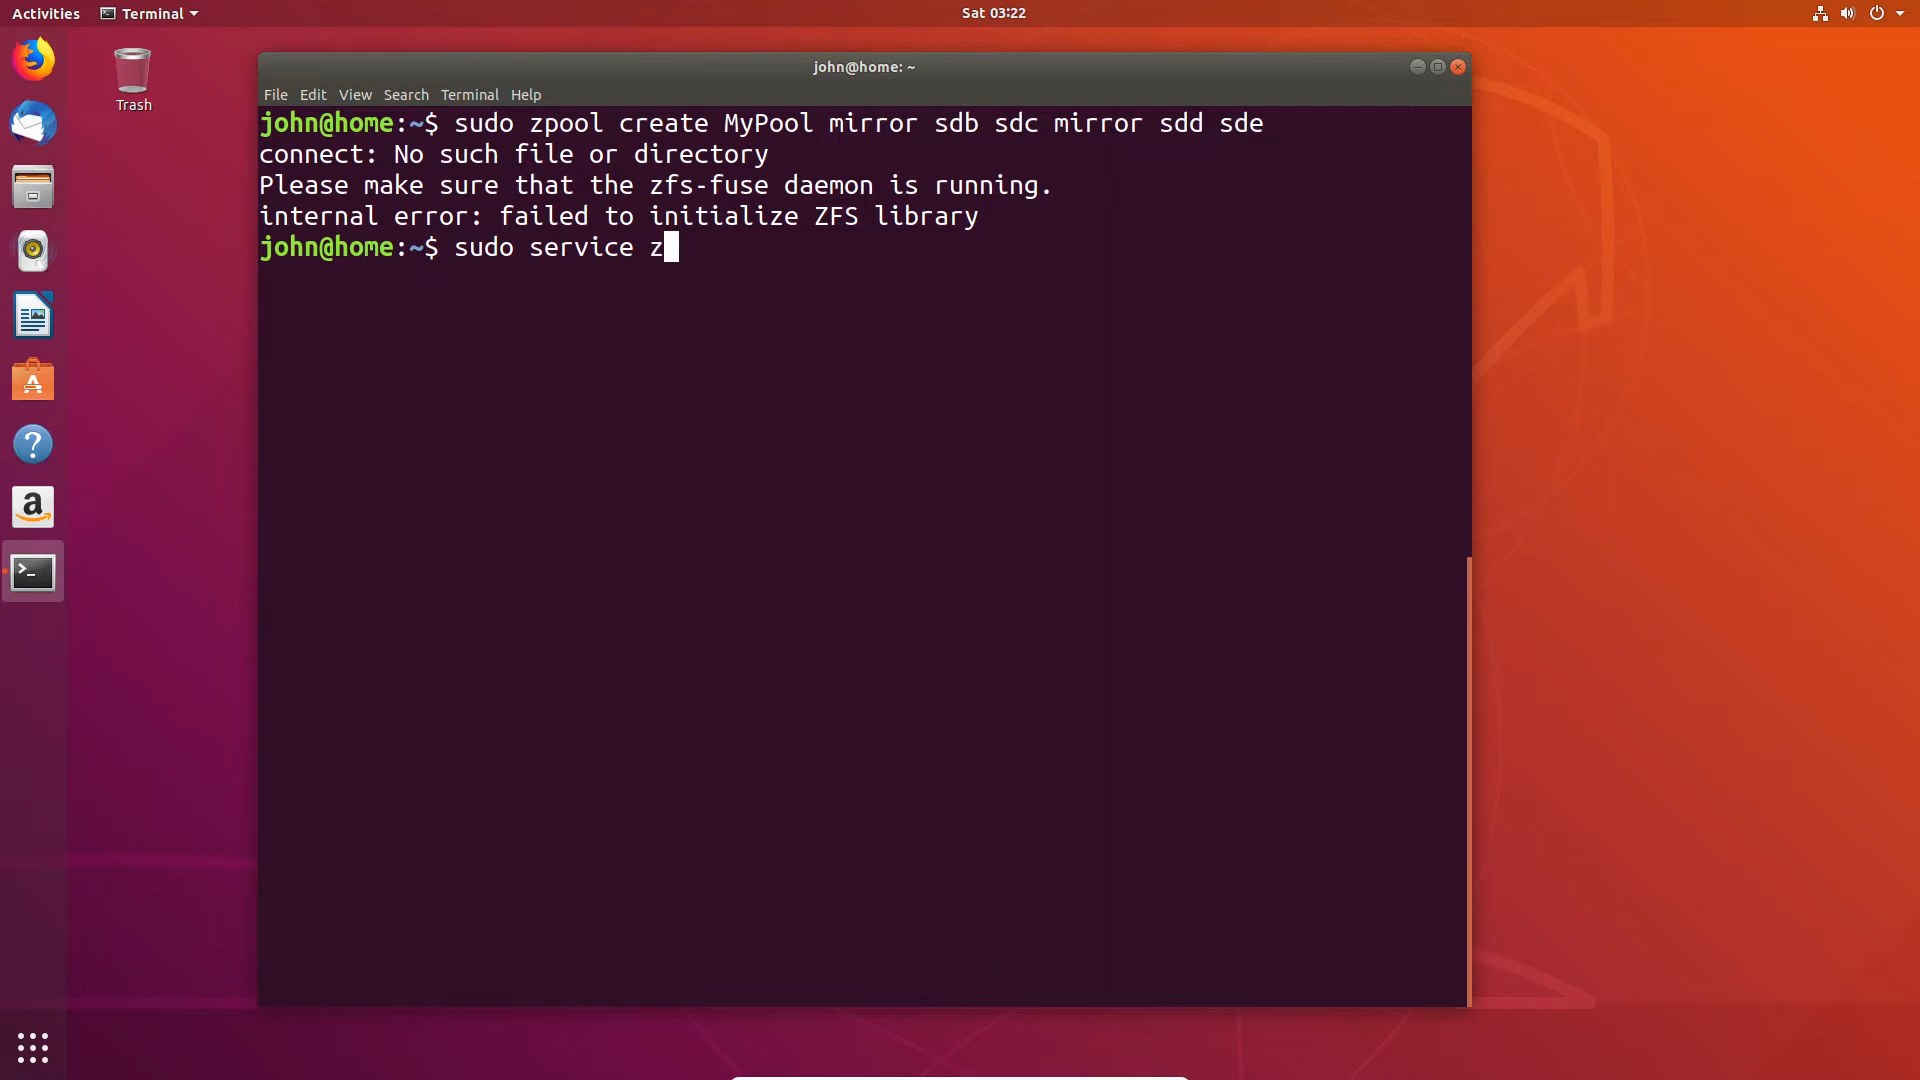 Activities Terminal Sat 03:22
Trash
john@home: ~
File Edit View Search Terminal Help
john@home:~$ sudo zpool create MyPool mirror sdb sdc mirror sdd sde
connect: No such file or directory
Please make sure that the zfs-fuse daemon is running.
internal error: failed to initialize ZFS library
john@home:~$ sudo service z